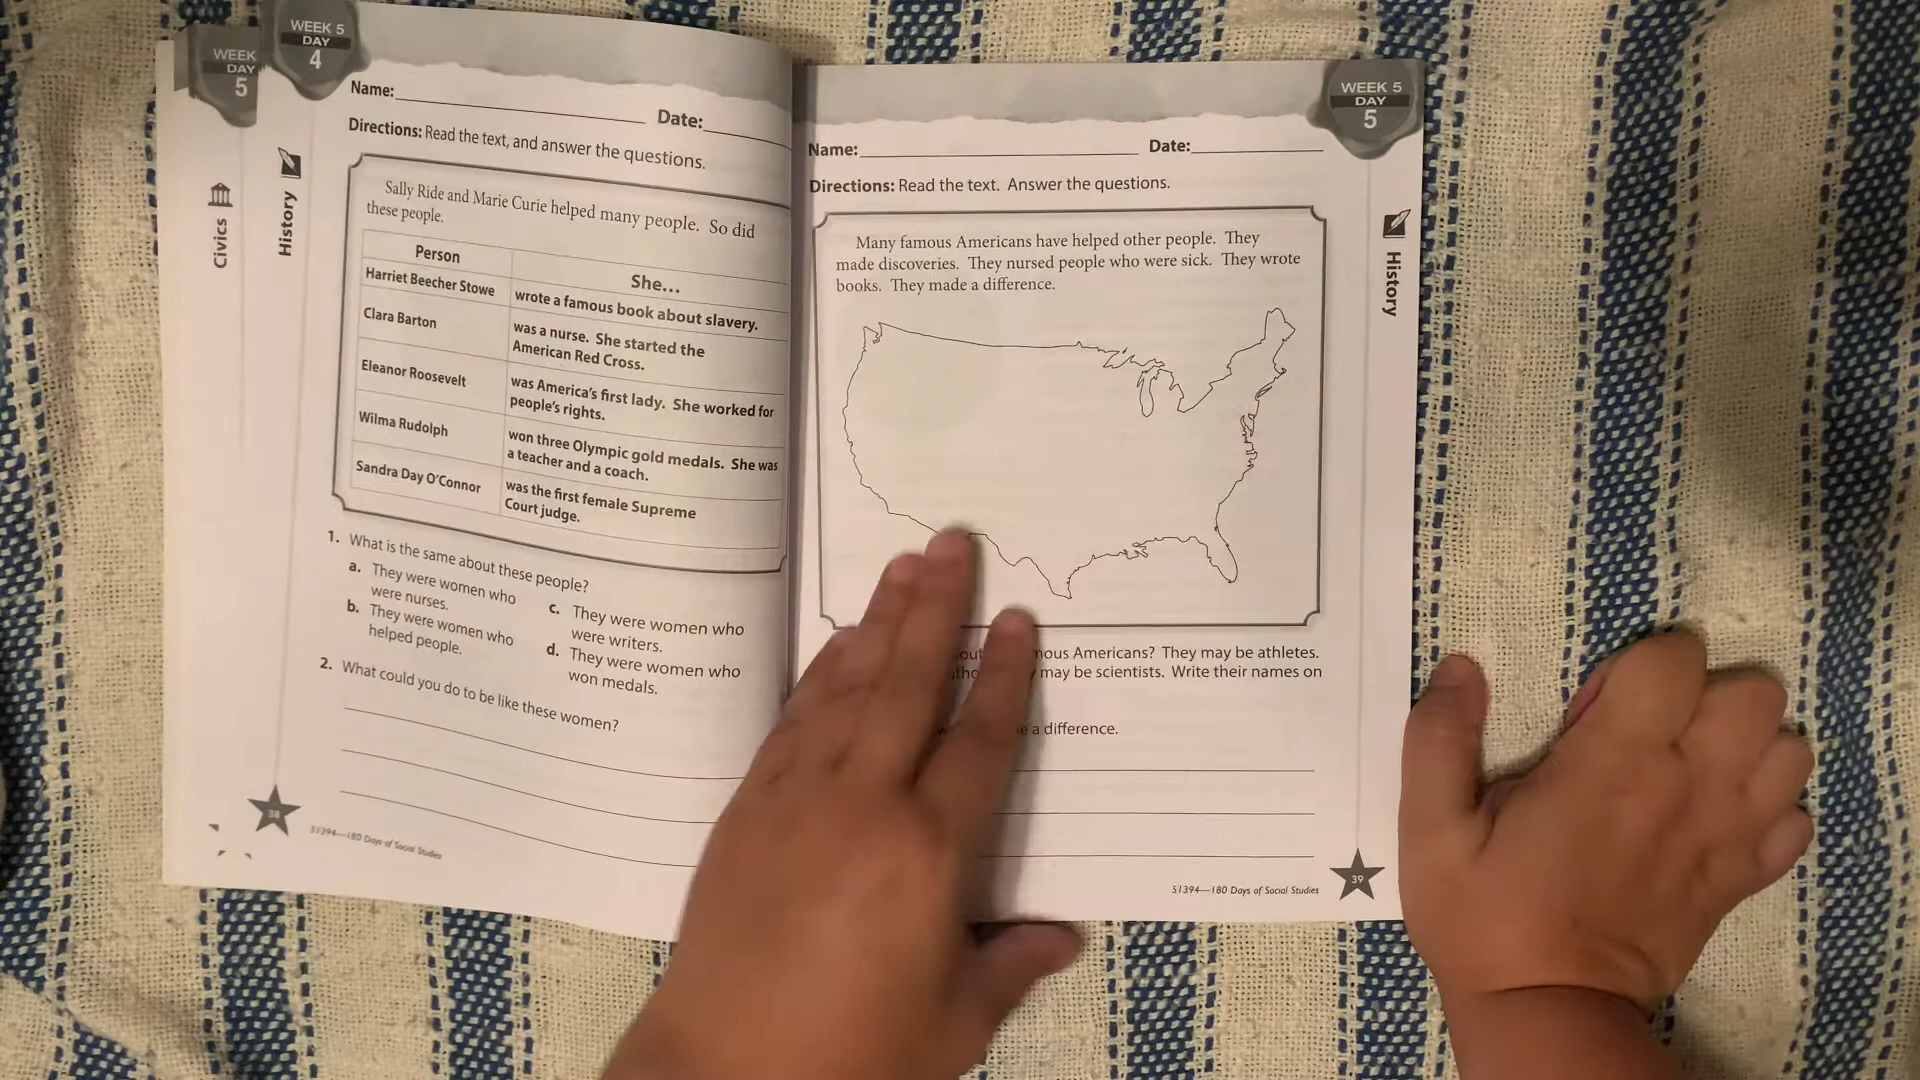 WEEK
DAY
5
Civics
WEEK 5
DAY
4
History
Name:
Date:
Directions: Read the text, and answer the questions.
Sally Ride and Marie Curie helped many people. So did
these people.
Person
She...
Harriet Beecher Stowe
wrote a famous book about slavery.
Clara Barton
was a nurse. She started the
American Red Cross.
Eleanor Roosevelt
was America's first lady. She worked for
people's rights.
Wilma Rudolph
won three Olympic gold medals. She was
a teacher and a coach.
Sandra Day O'Connor
was the first female Supreme
Court judge.
1. What is the same about these people?
a. They were women who
were nurses.
b. They were women who
helped people.
c. They were women who
were writers.
d. They were women who
won medals.
2. What could you do to be like these women?
38
51394—180 Days of Social Studies
WEEK 5
DAY
5
History
Name:
Date:
Directions: Read the text. Answer the questions.
Many famous Americans have helped other people. They
made discoveries. They nursed people who were sick. They wrote
books. They made a difference.
Americans? They may be athletes.
may be scientists. Write their names on
a difference.
51394—180 Days of Social Studies
39